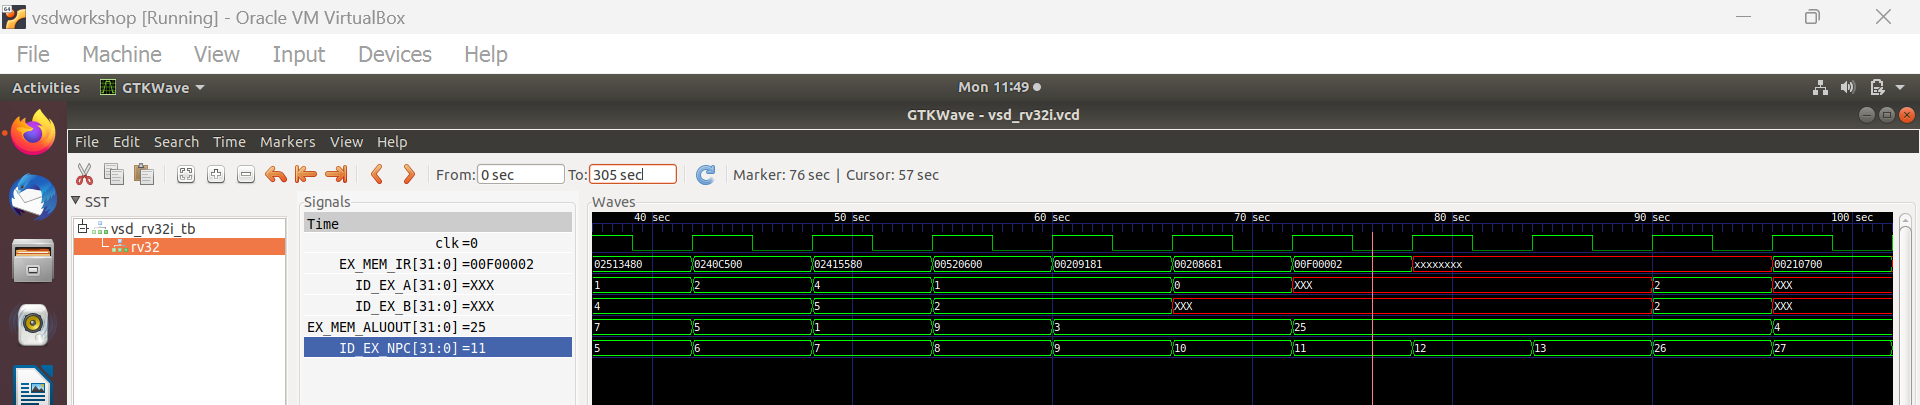 vsdworkshop [Running] - Oracle VM VirtualBox
File Machine View Input Devices Help
Activities GTKWave Mon 11:49
GTKWave - vsd_rv32i.vcd
File Edit Search Time Markers View Help
From: 0 sec To: 305 sec Marker: 76 sec | Cursor: 57 sec
SST Signals Waves
vsd_rv32i_tb
rv32
Time 40 sec 50 sec 60 sec 70 sec 80 sec 90 sec 100 sec
clk=0
EX_MEM_IR[31:0]=00F00002 02513480 0240C500 02415580 00520600 00209181 00208681 00F00002 xxxxxxxx 00210700
ID_EX_A[31:0]=XXX 1 2 4 1 0 XXX 2 XXX
ID_EX_B[31:0]=XXX 4 5 2 XXX 2 XXX
EX_MEM_ALUOUT[31:0]=25 7 5 1 9 3 25 4
ID_EX_NPC[31:0]=11 5 6 7 8 9 10 11 12 13 26 27